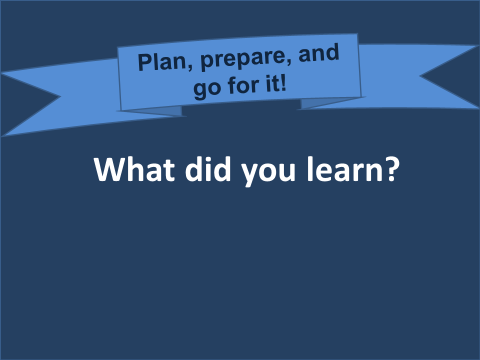 Plan, prepare, and
go for it!
What did you learn?